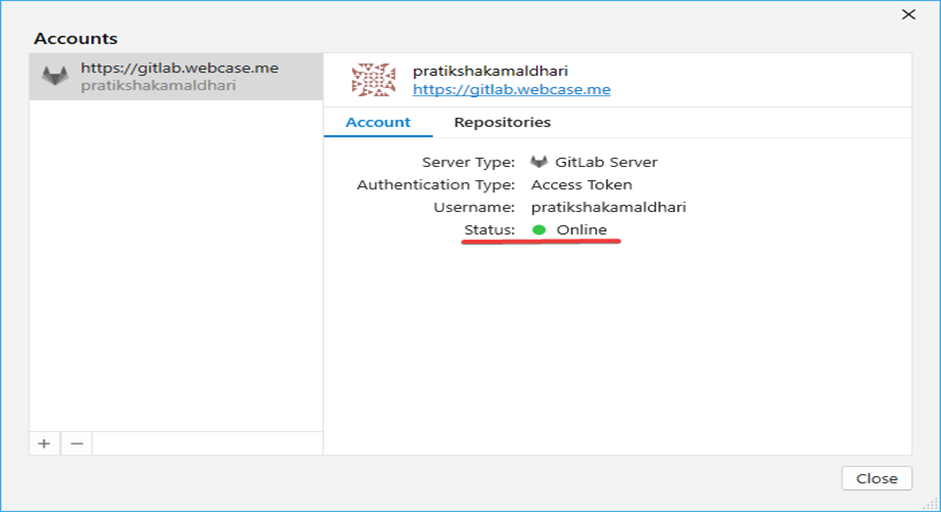 Accounts
https://gitlab.webcase.me
pratikshakamaldhari
pratikshakamaldhari
https://gitlab.webcase.me
Account Repositories
Server Type: GitLab Server
Authentication Type: Access Token
Username: pratikshakamaldhari
Status: Online
Close